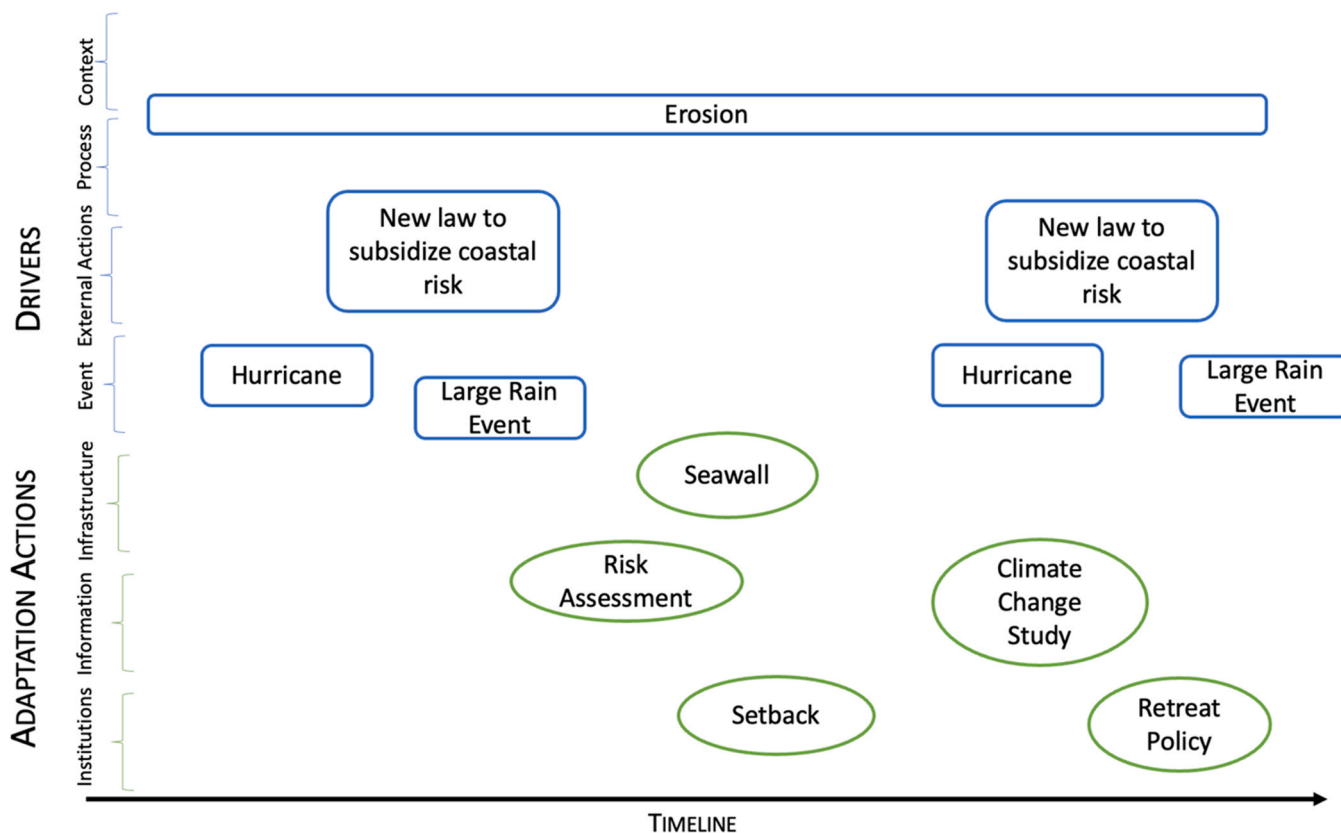 DRIVERS
Context
Erosion
Process
External Actions
New law to
subsidize coastal
risk
New law to
subsidize coastal
risk
Event
Hurricane
Large Rain
Event
Hurricane
Large Rain
Event
ADAPTATION ACTIONS
Infrastructure
Seawall
Information
Risk
Assessment
Climate
Change
Study
Institutions
Setback
Retreat
Policy
TIMELINE